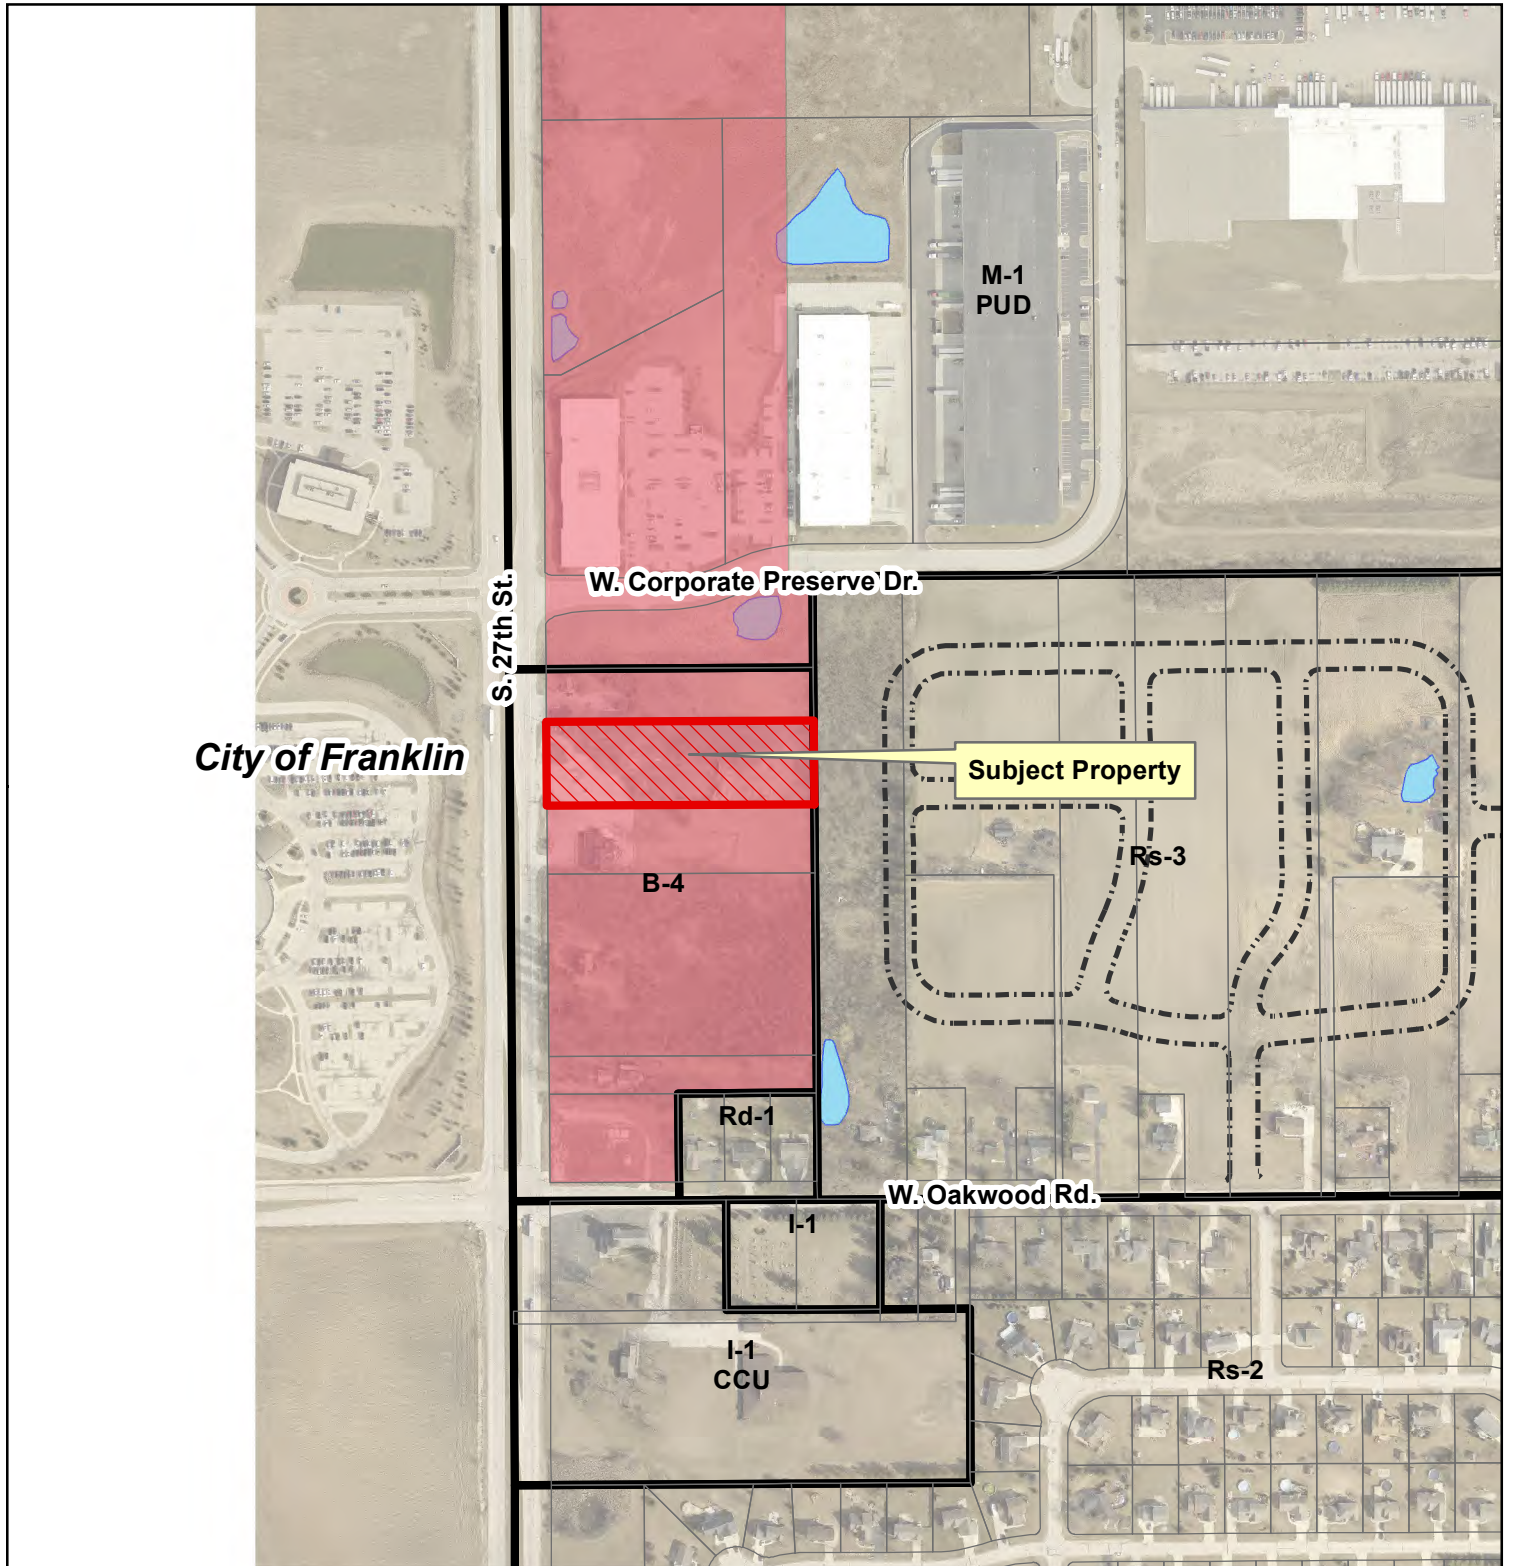 M-1
PUD
W. Corporate Preserve Dr.
S. 27th St.
City of Franklin
Subject Property
Rs-3
B-4
Rd-1
W. Oakwood Rd.
I-1
I-1
CCU
Rs-2